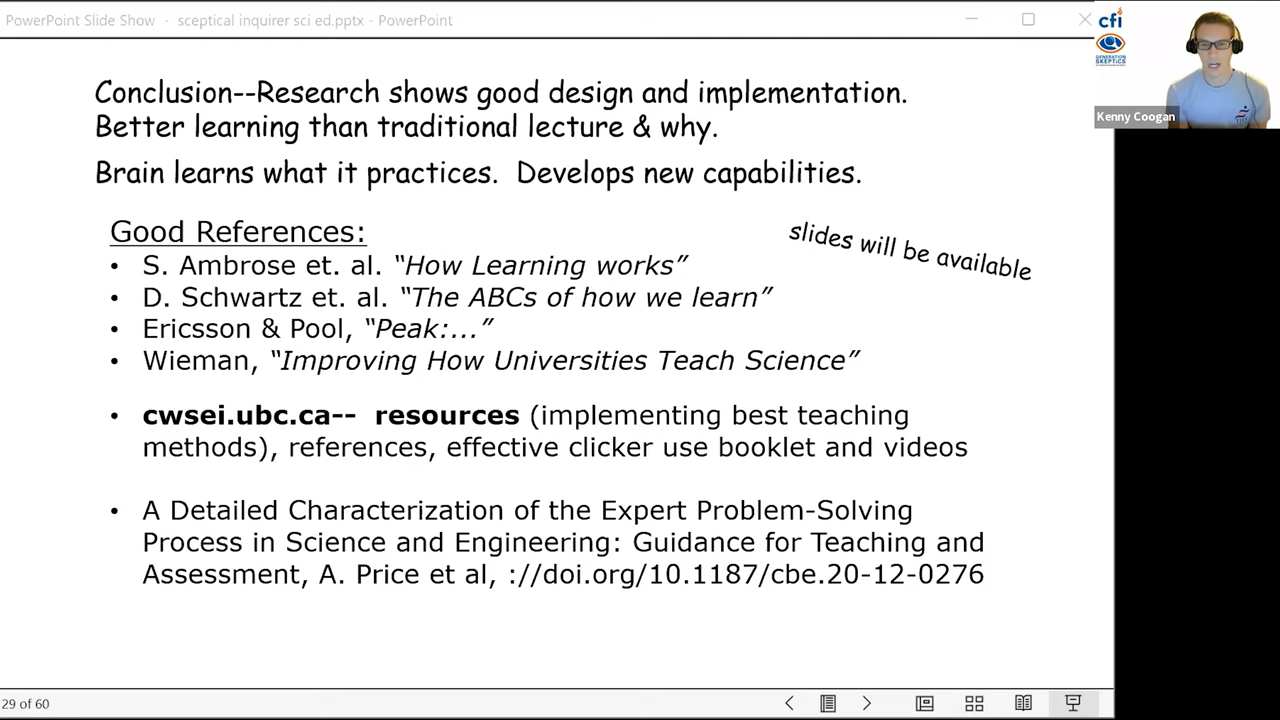 PowerPoint Slide Show - sceptical inquirer sci ed.pptx - PowerPoint
cfi
GENERATION
SKEPTICS
Kenny Coogan
Conclusion--Research shows good design and implementation.
Better learning than traditional lecture & why.
Brain learns what it practices. Develops new capabilities.
slides will be available
Good References:
• S. Ambrose et. al. “How Learning works”
• D. Schwartz et. al. “The ABCs of how we learn”
• Ericsson & Pool, “Peak:...”
• Wieman, “Improving How Universities Teach Science”
• cwsei.ubc.ca-- resources (implementing best teaching
methods), references, effective clicker use booklet and videos
• A Detailed Characterization of the Expert Problem-Solving
Process in Science and Engineering: Guidance for Teaching and
Assessment, A. Price et al, ://doi.org/10.1187/cbe.20-12-0276
29 of 60